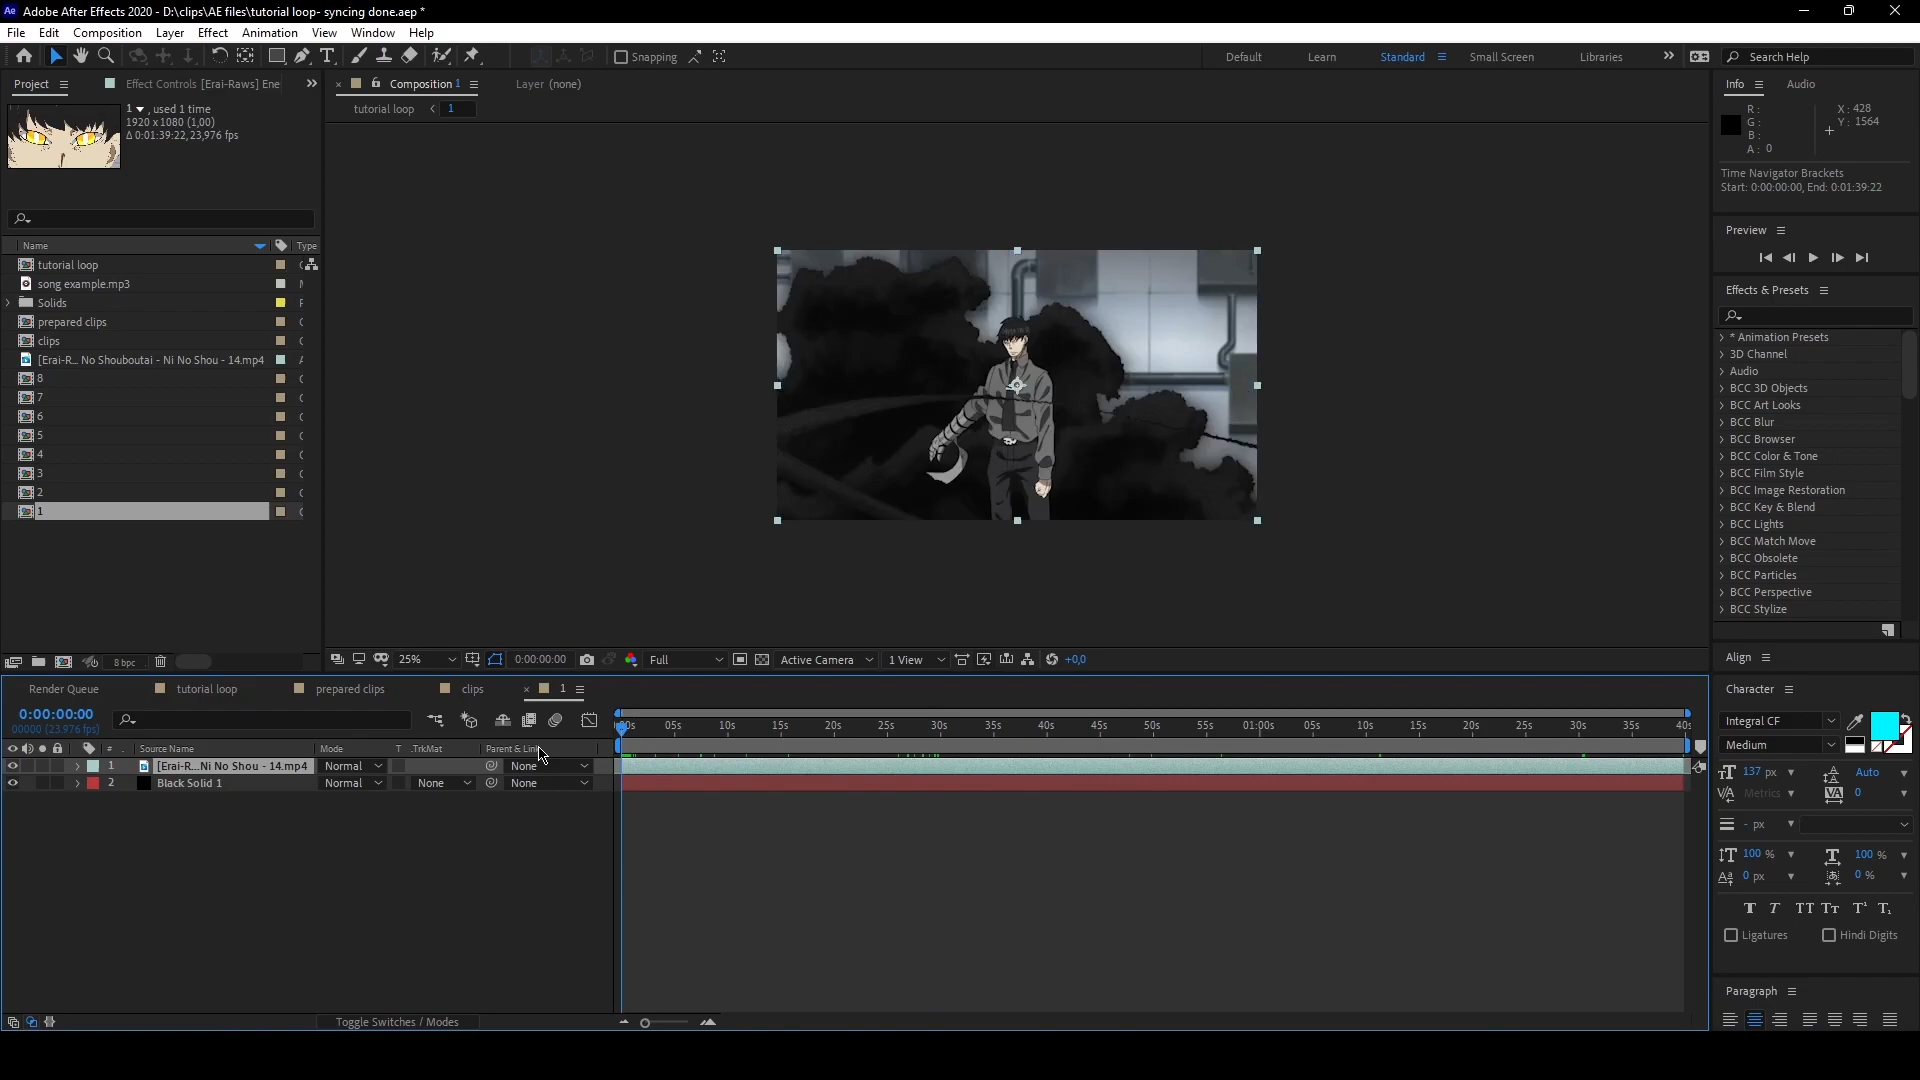 Ae Adobe After Effects 2020 - D:\clips\AE files\tutorial loop- syncing done.aep *
File Edit Composition Layer Effect Animation View Window Help
Snapping Default Learn Standard Small Screen Libraries Search Help
Project Effect Controls [Erai-Raws] Ene
Composition 1 Layer (none)
tutorial loop 1
1 , used 1 time
1920 x 1080 (1,00)
Δ 0:01:39:22, 23,976 fps
Name Type
tutorial loop
song example.mp3
Solids
prepared clips
clips
[Erai-R... No Shouboutai - Ni No Shou - 14.mp4
8
7
6
5
4
3
2
1
8 bpc
25% 0:00:00:00 Full Active Camera 1 View +0,0
Info Audio
R:
G:
B:
A: 0
X: 428
Y: 1564
Time Navigator Brackets
Start: 0:00:00:00, End: 0:01:39:22
Preview
Effects & Presets
* Animation Presets
3D Channel
Audio
BCC 3D Objects
BCC Art Looks
BCC Blur
BCC Browser
BCC Color & Tone
BCC Film Style
BCC Image Restoration
BCC Key & Blend
BCC Lights
BCC Match Move
BCC Obsolete
BCC Particles
BCC Perspective
BCC Stylize
Align
Character
Integral CF
Medium
137 px Auto
Metrics 0
- px
100 % 100 %
0 px 0 %
T T TT Tt T¹ T₁
Ligatures Hindi Digits
Paragraph
Render Queue tutorial loop prepared clips clips 1
0:00:00:00
00000 (23.976 fps)
05s 10s 15s 20s 25s 30s 35s 40s 45s 50s 55s 01:00s 05s 10s 15s 20s 25s 30s 35s 40s
# Source Name Mode T .TrkMat Parent & Link
1 [Erai-R...Ni No Shou - 14.mp4 Normal None
2 Black Solid 1 Normal None None
Toggle Switches / Modes